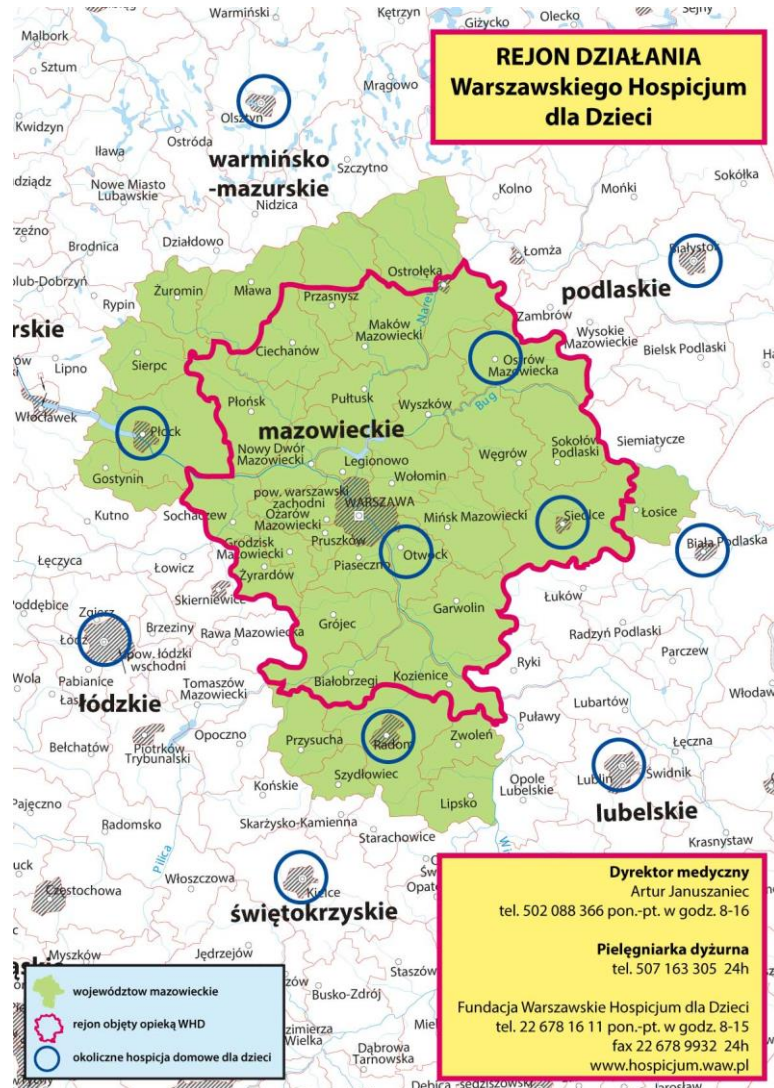 Malbork
Sztum
Kwidzyn
Iława
Ostróda
Olsztyn
Warmiński
Kętrzyn
Giżycko
Olecko
Sejny
Mrągowo
Szczytno
Nidzica
Nowe Miasto
Lubawskie
Działdowo
Brodnica
Rypin
REJON DZIAŁANIA
Warszawskiego Hospicjum
dla Dzieci
warmińsko
-mazurskie
Kolno
Mońki
Sokółka
Łomża
Białystok
podlaskie
Zambrów
Wysokie
Mazowieckie
Bielsk Podlaski
Siemiatycze
Żuromin
Mława
Przasnysz
Ostrołęka
Narew
Maków
Mazowiecki
Ciechanów
Ostrów
Mazowiecka
Sierpc
Lipno
Włocławek
Płońsk
Pułtusk
Wyszków
Bug
Płock
mazowieckie
Gostynin
Nowy Dwór
Mazowiecki
Legionowo
Wołomin
Węgrów
Sokołów
Podlaski
pow. warszawski
zachodni
WARSZAWA
Kutno
Sochaczew
Ożarów
Mazowiecki
Mińsk Mazowiecki
Siedlce
Łosice
Grodzisk
Mazowiecki
Pruszków
Piaseczno
Otwock
Biała Podlaska
Łęczyca
Łowicz
Żyrardów
Skierniewice
Garwolin
Łuków
Poddębice
Zgierz
Łódź
Brzeziny
Rawa Mazowiecka
Grójec
Radzyń Podlaski
Parczew
pow. łódzki
wschodni
Pabianice
łódzkie
Tomaszów
Mazowiecki
Białobrzegi
Kozienice
Ryki
Lubartów
Puławy
Łęczna
Bełchatów
Piotrków
Trybunalski
Opoczno
Przysucha
Radom
Zwoleń
Szydłowiec
Lipsko
Końskie
Opole
Lubelskie
Lublin
Świdnik
lubelskie
Pajęczno
Radomsko
Skarżysko-Kamienna
Starachowice
Krasnystaw
Pilica
Włoszczowa
Kielce
świętokrzyskie
Częstochowa
Myszków
Jędrzejów
Staszów
Busko-Zdrój
Kazimierza
Wielka
Dąbrowa
Tarnowska
Dyrektor medyczny
Artur Januszaniec
tel. 502 088 366 pon.-pt. w godz. 8-16
Pielęgniarka dyżurna
tel. 507 163 305 24h
Fundacja Warszawskie Hospicjum dla Dzieci
tel. 22 678 16 11 pon.-pt. w godz. 8-15
fax 22 678 9932 24h
www.hospicjum.waw.pl
województwo mazowieckie
rejon objęty opieką WHD
okoliczne hospicja domowe dla dzieci